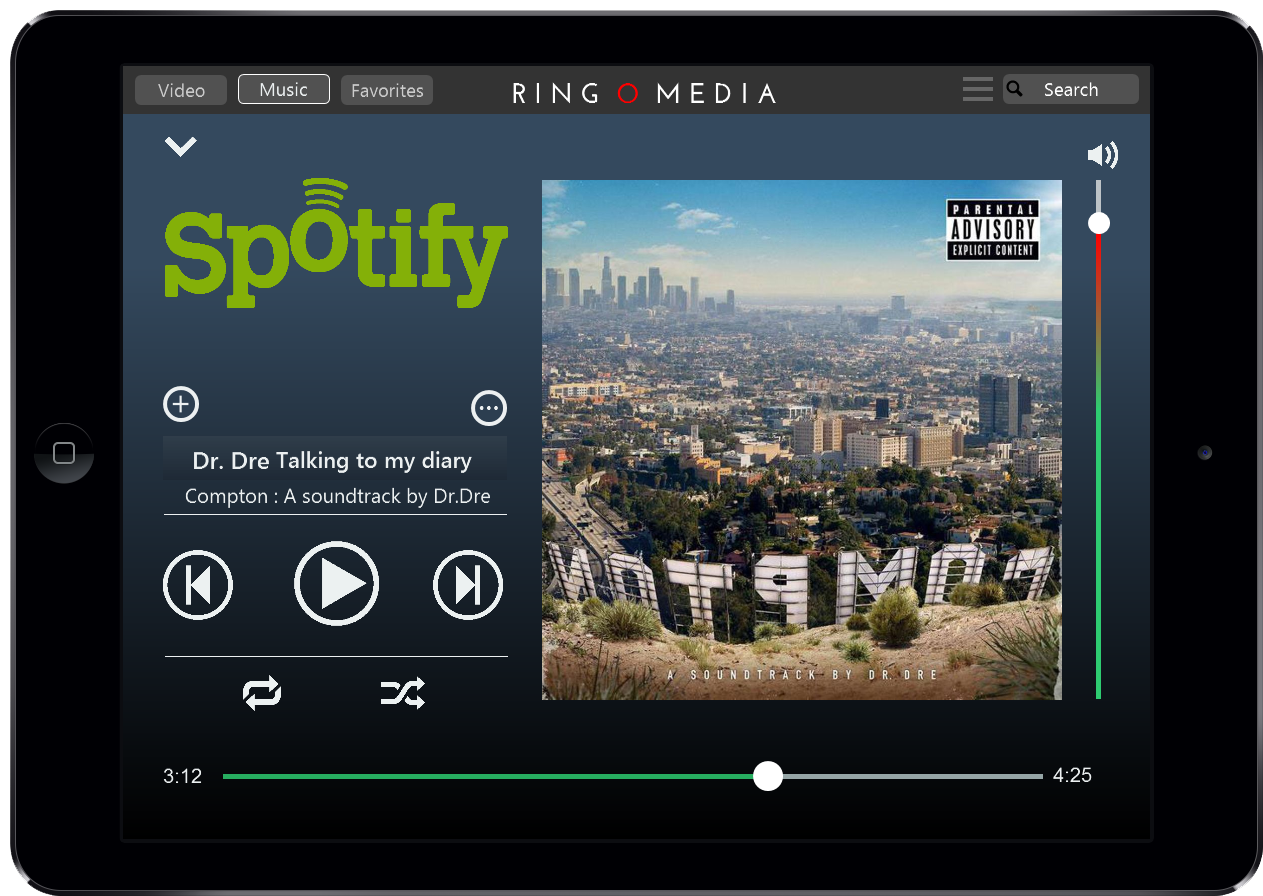 Video
Music
Favorites
RING O MEDIA
Search
Spotify
PARENTAL
ADVISORY
EXPLICIT CONTENT
Dr. Dre Talking to my diary
Compton : A soundtrack by Dr.Dre
COMPTON
A SOUNDTRACK BY DR. DRE
3:12
4:25